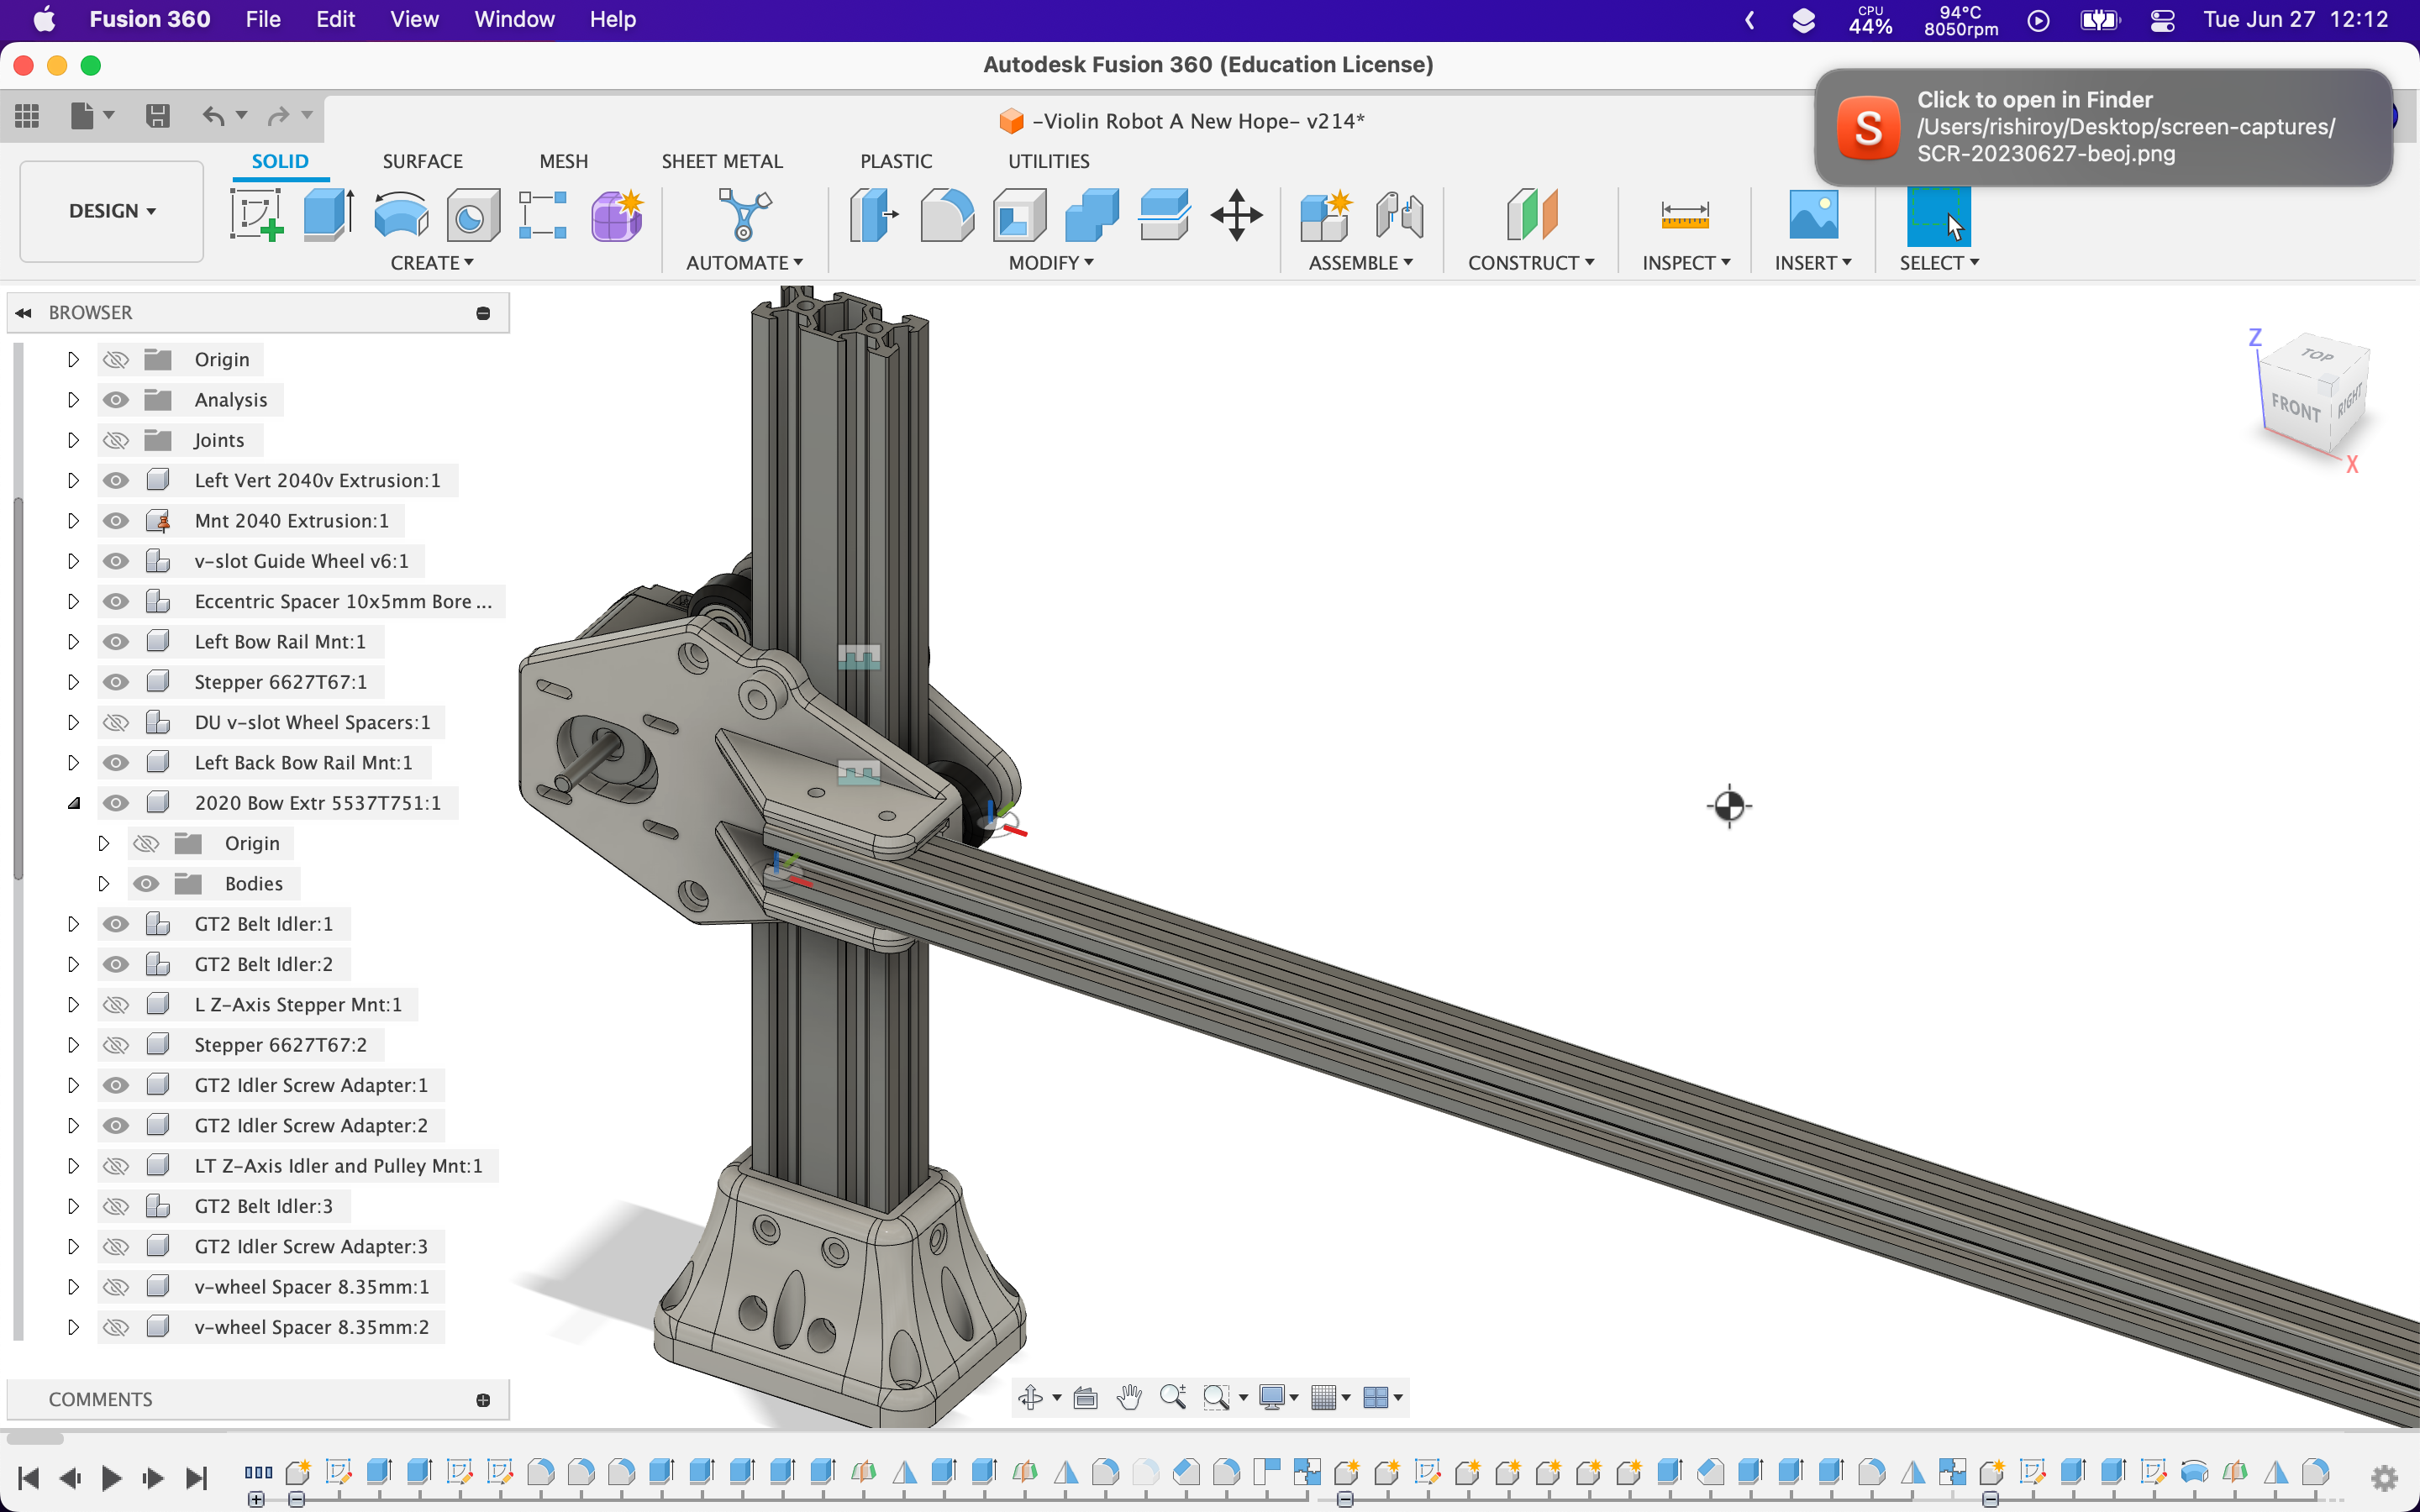 Fusion 360 File Edit View Window Help
CPU 44% 94°C 8050rpm Tue Jun 27 12:12
Autodesk Fusion 360 (Education License)
Click to open in Finder
/Users/rishiroy/Desktop/screen-captures/
SCR-20230627-beoj.png
S
-Violin Robot A New Hope- v214*
SOLID SURFACE MESH SHEET METAL PLASTIC UTILITIES
DESIGN
CREATE AUTOMATE MODIFY ASSEMBLE CONSTRUCT INSPECT INSERT SELECT
BROWSER
Origin
Analysis
Joints
Left Vert 2040v Extrusion:1
Mnt 2040 Extrusion:1
v-slot Guide Wheel v6:1
Eccentric Spacer 10x5mm Bore ...
Left Bow Rail Mnt:1
Stepper 6627T67:1
DU v-slot Wheel Spacers:1
Left Back Bow Rail Mnt:1
2020 Bow Extr 5537T751:1
Origin
Bodies
GT2 Belt Idler:1
GT2 Belt Idler:2
L Z-Axis Stepper Mnt:1
Stepper 6627T67:2
GT2 Idler Screw Adapter:1
GT2 Idler Screw Adapter:2
LT Z-Axis Idler and Pulley Mnt:1
GT2 Belt Idler:3
GT2 Idler Screw Adapter:3
v-wheel Spacer 8.35mm:1
v-wheel Spacer 8.35mm:2
COMMENTS
Z
TOP
FRONT
RIGHT
X